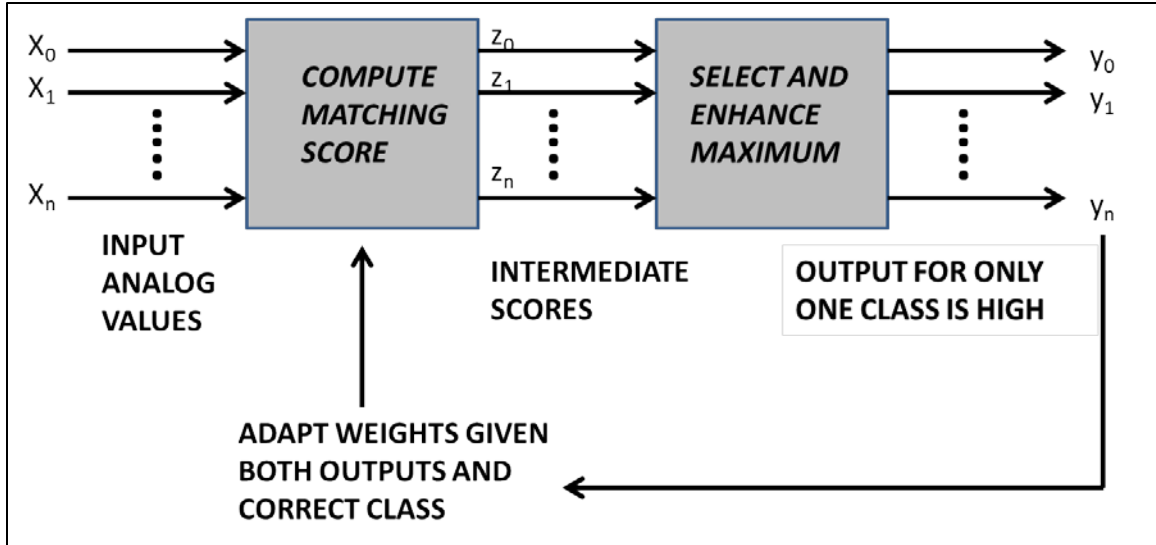 X₀
X₁
Xₙ
INPUT
ANALOG
VALUES
COMPUTE
MATCHING
SCORE
z₀
z₁
zₙ
INTERMEDIATE
SCORES
SELECT AND
ENHANCE
MAXIMUM
y₀
y₁
yₙ
OUTPUT FOR ONLY
ONE CLASS IS HIGH
ADAPT WEIGHTS GIVEN
BOTH OUTPUTS AND
CORRECT CLASS